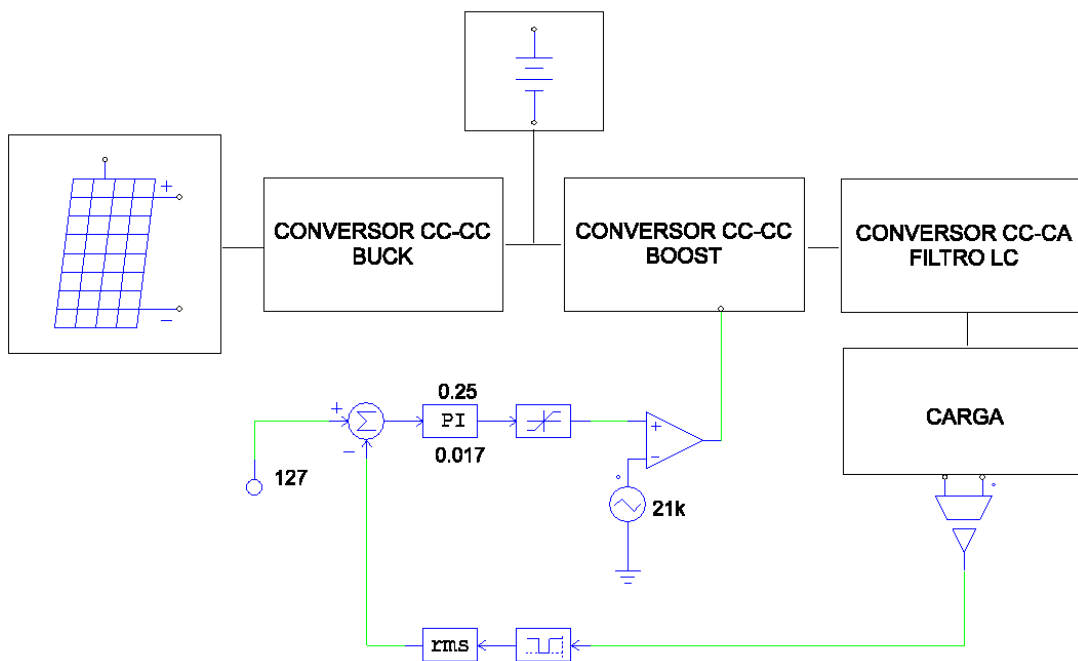 CONVERSOR CC-CC
BUCK
CONVERSOR CC-CC
BOOST
CONVERSOR CC-CA
FILTRO LC
CARGA
0.25
PI
0.017
127
21k
rms